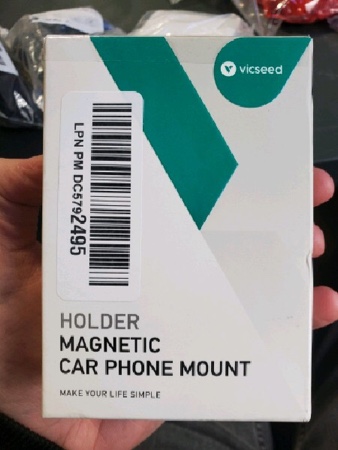 vicseed
LPN PM DC5792495
HOLDER
MAGNETIC
CAR PHONE MOUNT
MAKE YOUR LIFE SIMPLE